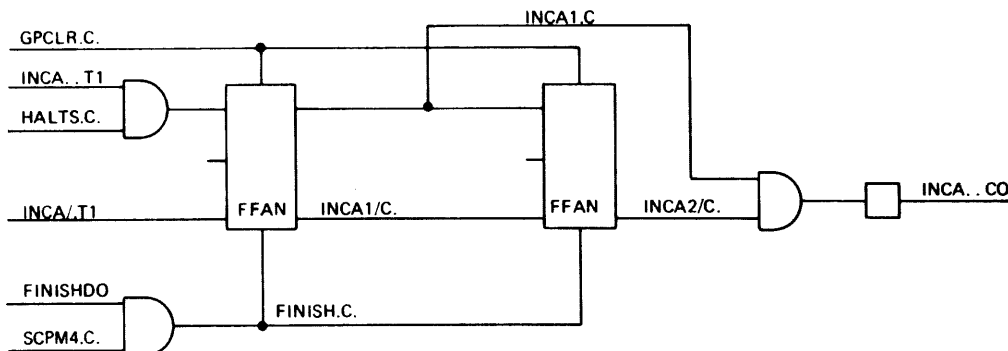 INCA1.C
GPCLR.C.
INCA. . T1
HALTS.C.
INCA/.T1
FFAN
INCA1/C.
FFAN
INCA2/C.
INCA. . CO
FINISHDO
FINISH.C.
SCPM4.C.